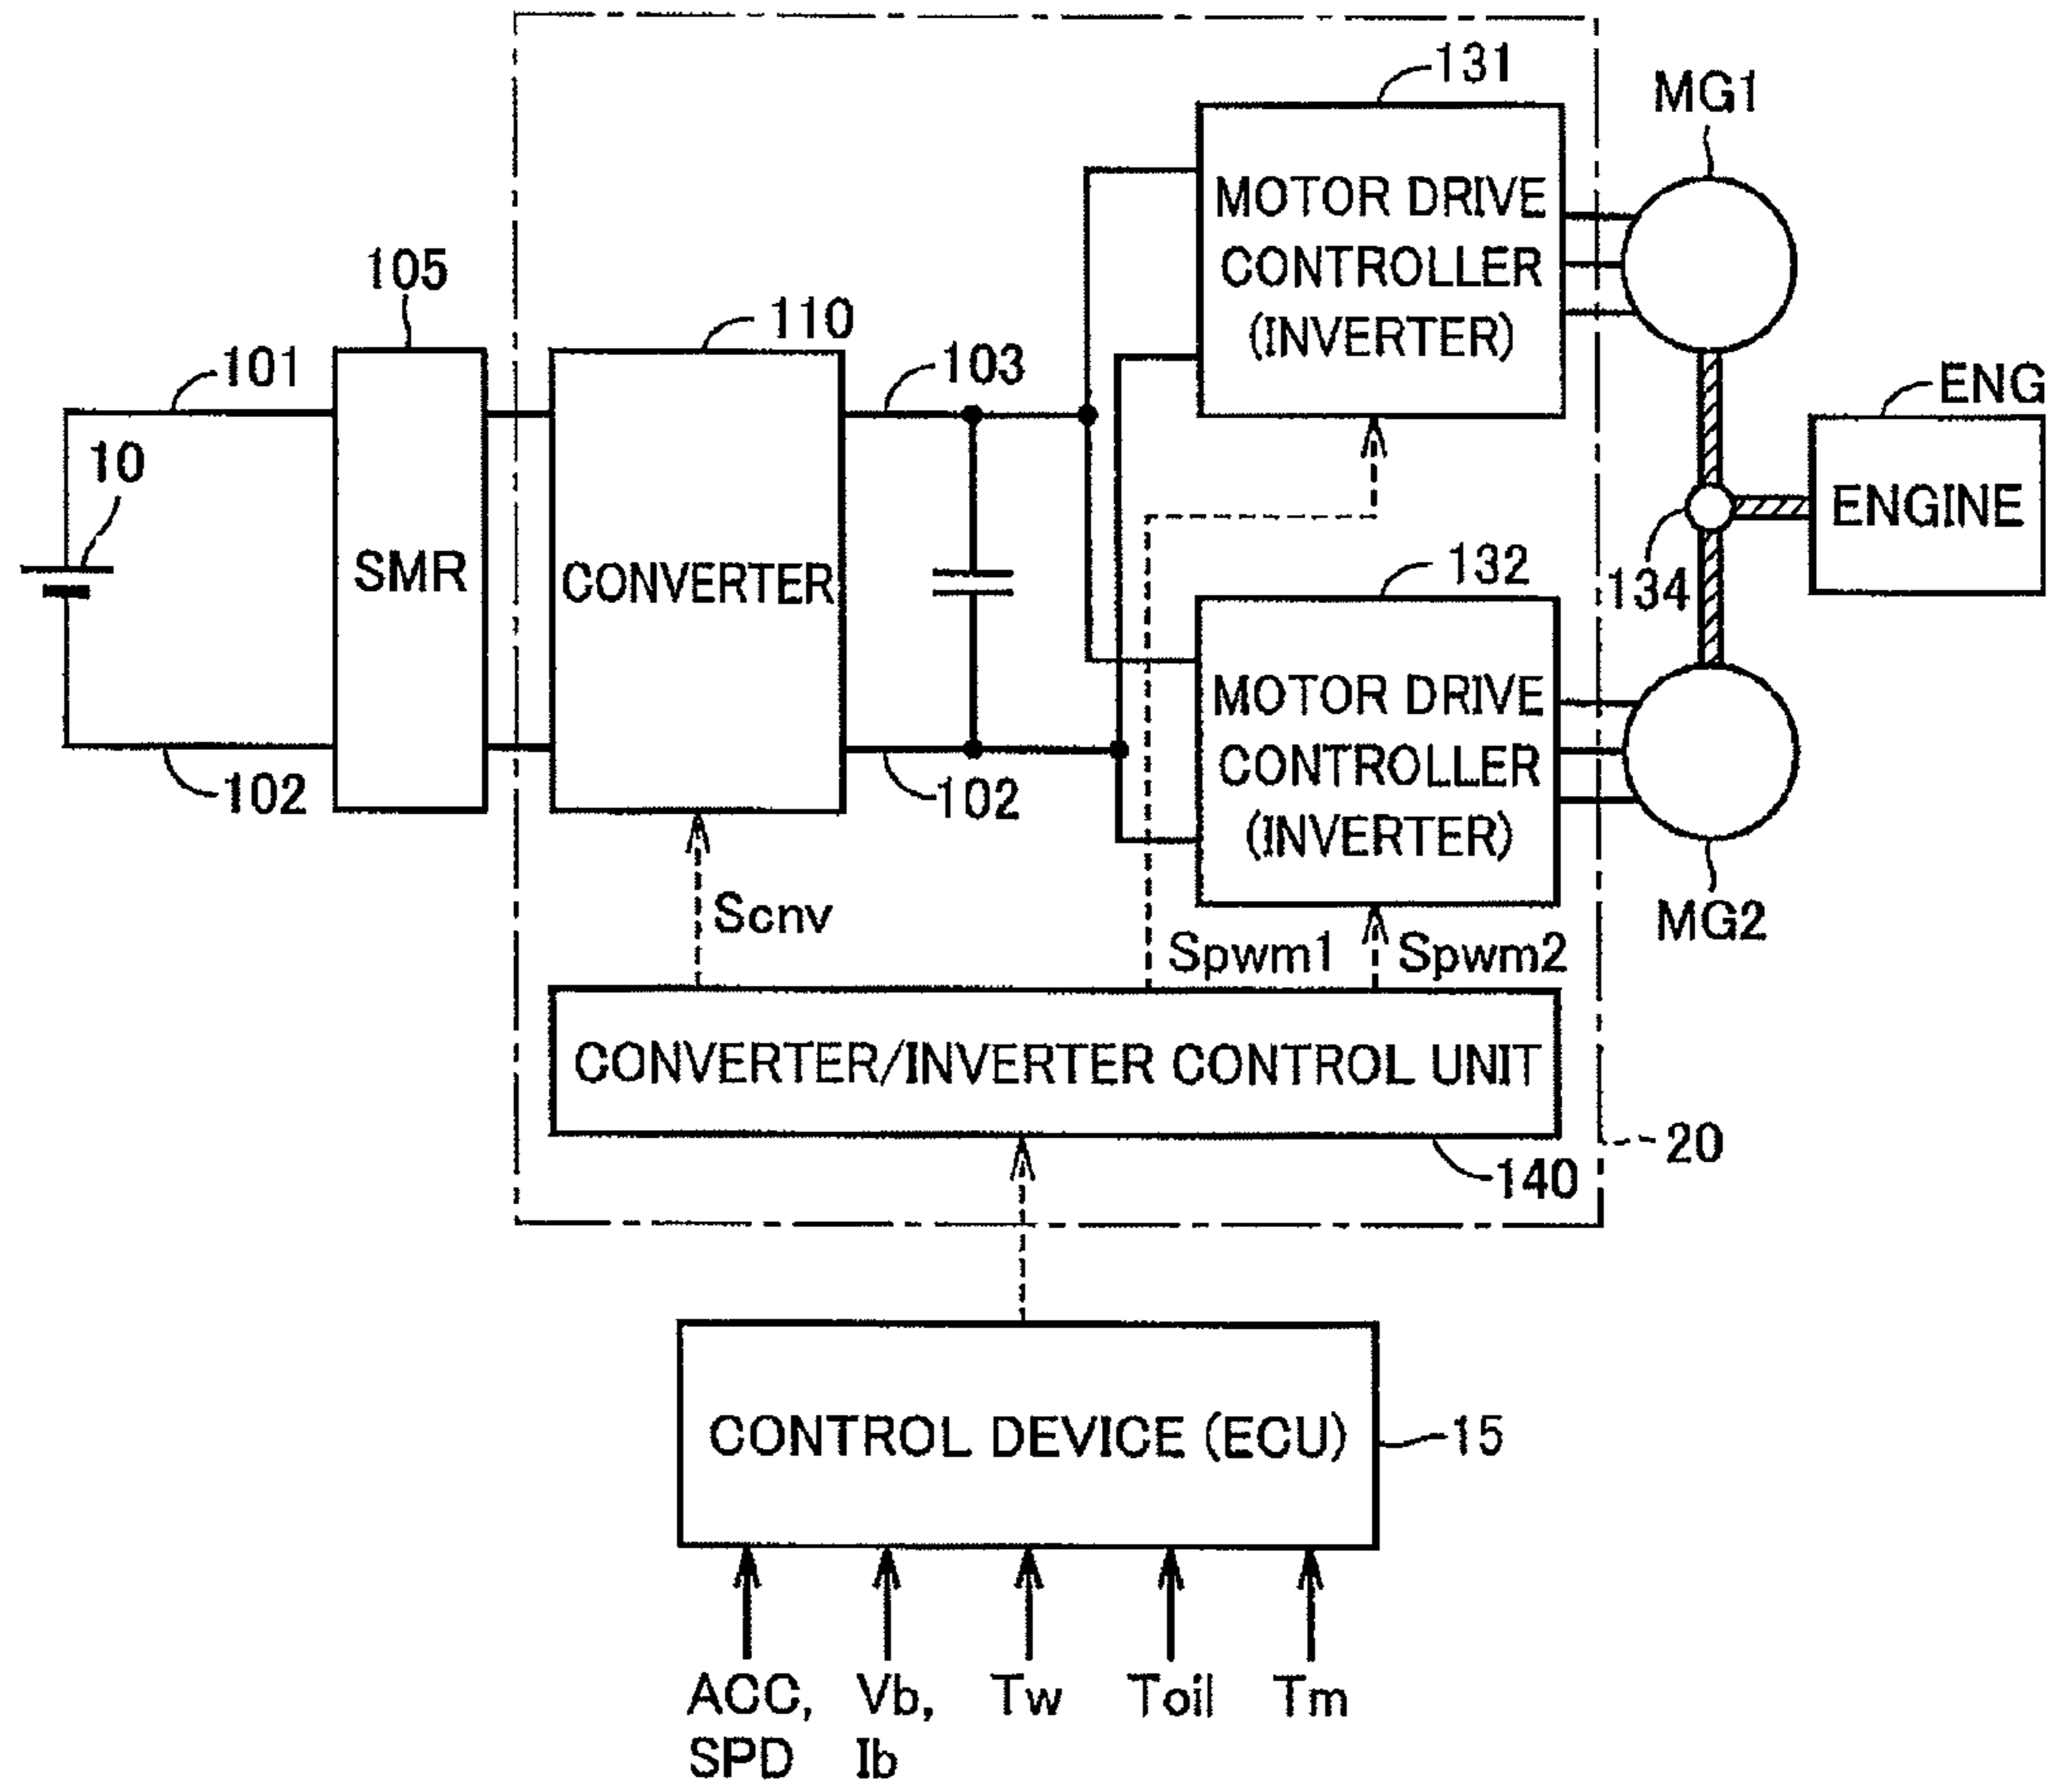 131
MG1
MOTOR DRIVE
CONTROLLER
(INVERTER)
105
110
101
103
ENG
10
ENGINE
SMR
CONVERTER
132
134
MOTOR DRIVE
CONTROLLER
(INVERTER)
102
102
Scnv
MG2
Spwm1
Spwm2
CONVERTER/INVERTER CONTROL UNIT
20
140
CONTROL DEVICE (ECU)
15
ACC,
SPD
Vb,
Ib
Tw
Toil
Tm